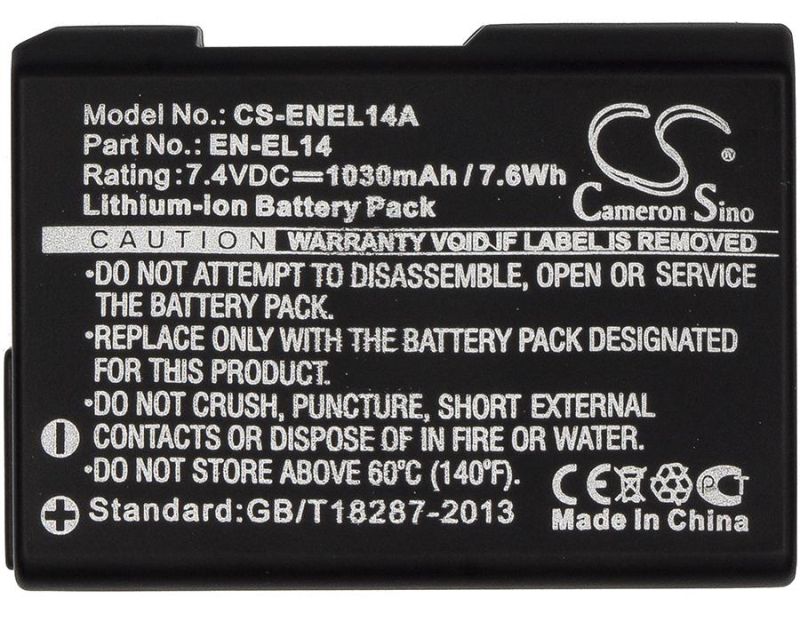 Model No.: CS-ENEL14A
Part No.: EN-EL14
Rating: 7.4VDC⎓1030mAh / 7.6Wh
Lithium-ion Battery Pack
CS®
Cameron Sino
CAUTION WARRANTY VOID IF LABEL IS REMOVED
•DO NOT ATTEMPT TO DISASSEMBLE, OPEN OR SERVICE
THE BATTERY PACK.
•REPLACE ONLY WITH THE BATTERY PACK DESIGNATED
FOR THIS PRODUCT.
•DO NOT CRUSH, PUNCTURE, SHORT EXTERNAL
CONTACTS OR DISPOSE OF IN FIRE OR WATER.
•DO NOT STORE ABOVE 60°C (140°F).
Standard: GB/T18287-2013
CE PCT
Made in China